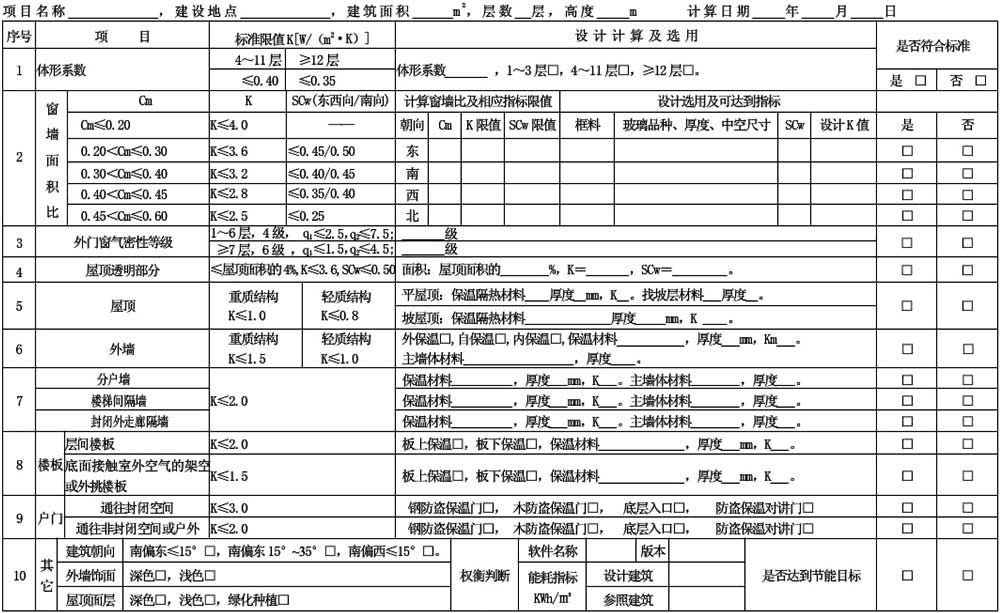 项目名称____________, 建设地点____________, 建筑面积______m², 层数__层, 高度____m 计算日期____年____月____日
序号 项 目 标准限值K[W/(m²·K)] 设计计算及选用 是否符合标准
1 体形系数 4~11层 ≥12层 体形系数______, 1~3层□, 4~11层□, ≥12层□。
≤0.40 ≤0.35 是 □ 否 □
2 窗墙面积比 Cm K SCw(东西向/南向) 计算窗墙比及相应指标限值 设计选用及可达到指标
Cm≤0.20 K≤4.0 —— 朝向 Cm K限值 SCw限值 框料 玻璃品种、厚度、中空尺寸 SCw 设计K值 是 否
0.20<Cm≤0.30 K≤3.6 ≤0.45/0.50 东 □ □
0.30<Cm≤0.40 K≤3.2 ≤0.40/0.45 南 □ □
0.40<Cm≤0.45 K≤2.8 ≤0.35/0.40 西 □ □
0.45<Cm≤0.60 K≤2.5 ≤0.25 北 □ □
3 外门窗气密性等级 1~6层, 4级, q₁≤2.5, q₂≤7.5; ______级 □ □
≥7层, 6级, q₁≤1.5, q₂≤4.5; ______级
4 屋顶透明部分 ≤屋顶面积的4%, K≤3.6, SCw≤0.50 面积: 屋顶面积的______%, K=______, SCw=______。 □ □
5 屋顶 重质结构 K≤1.0 轻质结构 K≤0.8 平屋顶: 保温隔热材料____厚度__mm, K__。找坡层材料___厚度__。 □ □
坡屋顶: 保温隔热材料____________厚度____mm, K ____。
6 外墙 重质结构 K≤1.5 轻质结构 K≤1.0 外保温□, 自保温□, 内保温□, 保温材料__________, 厚度___mm, Km___。 □ □
主墙体材料________________, 厚度____。
7 分户墙 K≤2.0 保温材料_________, 厚度___mm, K___。主墙体材料_______, 厚度___。 □ □
楼梯间隔墙 保温材料_________, 厚度___mm, K___。主墙体材料_______, 厚度___。 □ □
封闭外走廊隔墙 保温材料_________, 厚度___mm, K___。主墙体材料_______, 厚度___。 □ □
8 楼板 层间楼板 K≤2.0 板上保温□, 板下保温□, 保温材料____________, 厚度___mm, K___。 □ □
底面接触室外空气的架空
或外挑楼板 K≤1.5 板上保温□, 板下保温□, 保温材料____________, 厚度___mm, K___。 □ □
9 户门 通往封闭空间 K≤3.0 钢防盗保温门□, 木防盗保温门□, 底层入口□, 防盗保温对讲门□ □ □
通往非封闭空间或户外 K≤2.0 钢防盗保温门□, 木防盗保温门□, 底层入口□, 防盗保温对讲门□ □ □
10 其它 建筑朝向 南偏东≤15°□, 南偏东15°~35°□, 南偏西≤15°□。 权衡判断 软件名称 版本 是否达到节能目标 □ □
外墙饰面 深色□, 浅色□ 能耗指标 KWh/m² 设计建筑
屋顶面层 深色□, 浅色□, 绿化种植□ 参照建筑